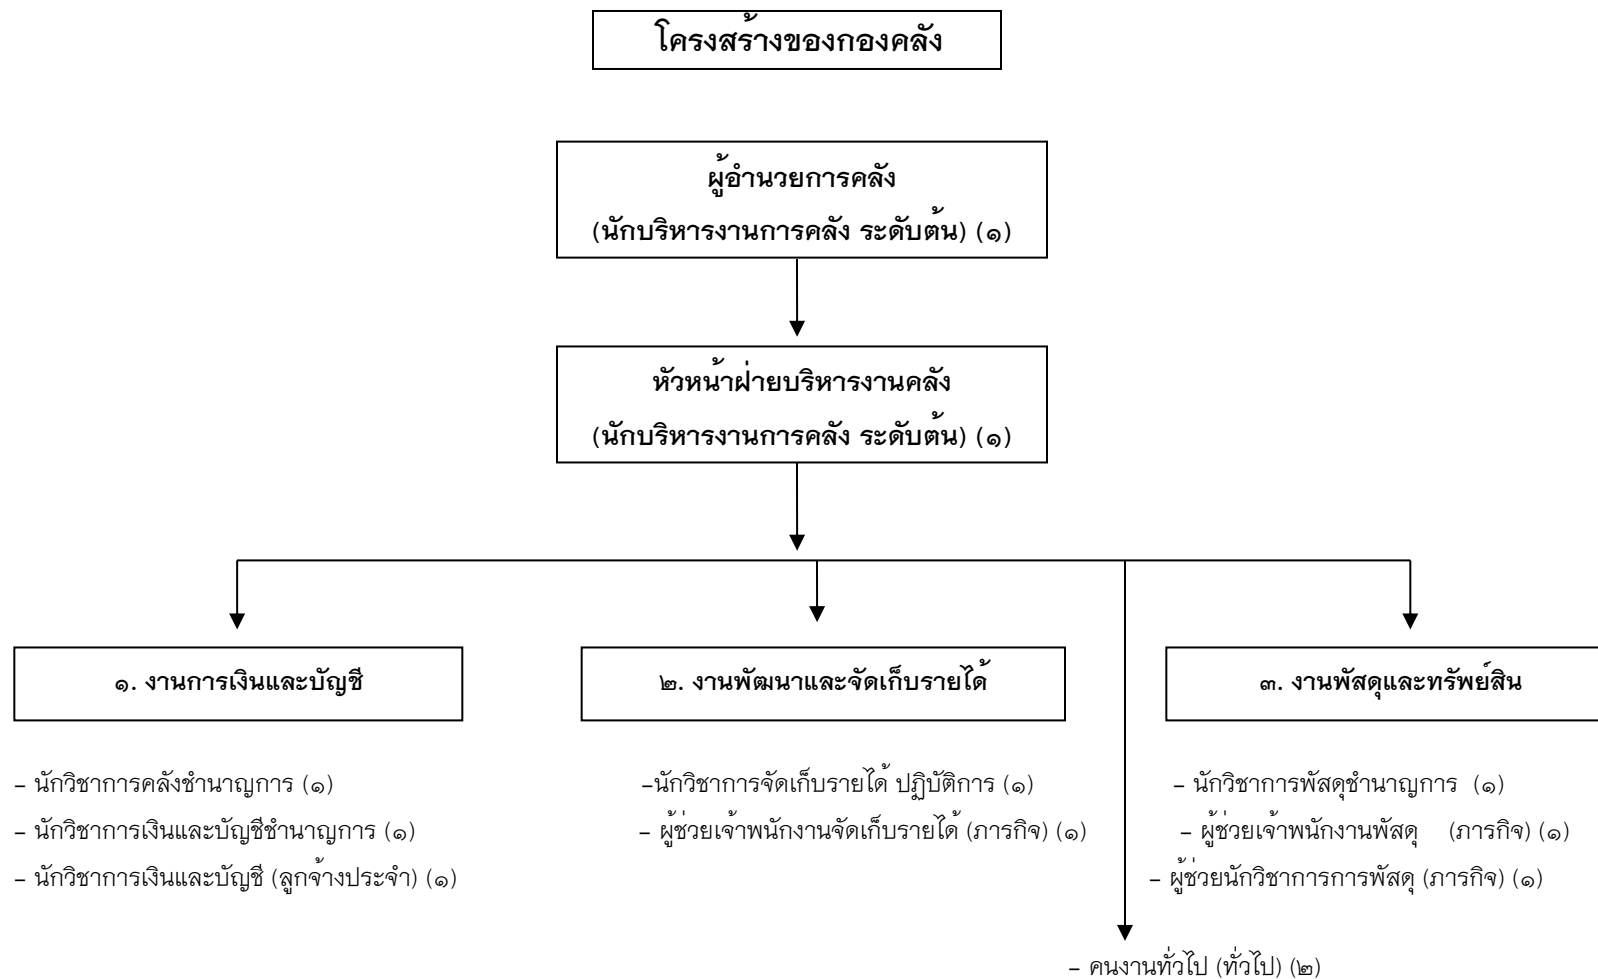 โครงสร้างของกองคลัง
ผู้อำนวยการคลัง
(นักบริหารงานการคลัง ระดับต้น) (๑)
หัวหน้าฝ่ายบริหารงานคลัง
(นักบริหารงานการคลัง ระดับต้น) (๑)
๑. งานการเงินและบัญชี
- นักวิชาการคลังชำนาญการ (๑)
- นักวิชาการเงินและบัญชีชำนาญการ (๑)
- นักวิชาการเงินและบัญชี (ลูกจ้างประจำ) (๑)
๒. งานพัฒนาและจัดเก็บรายได้
-นักวิชาการจัดเก็บรายได้ ปฏิบัติการ (๑)
- ผู้ช่วยเจ้าพนักงานจัดเก็บรายได้ (ภารกิจ) (๑)
๓. งานพัสดุและทรัพย์สิน
- นักวิชาการพัสดุชำนาญการ (๑)
- ผู้ช่วยเจ้าพนักงานพัสดุ (ภารกิจ) (๑)
- ผู้ช่วยนักวิชาการการพัสดุ (ภารกิจ) (๑)
- คนงานทั่วไป (ทั่วไป) (๒)